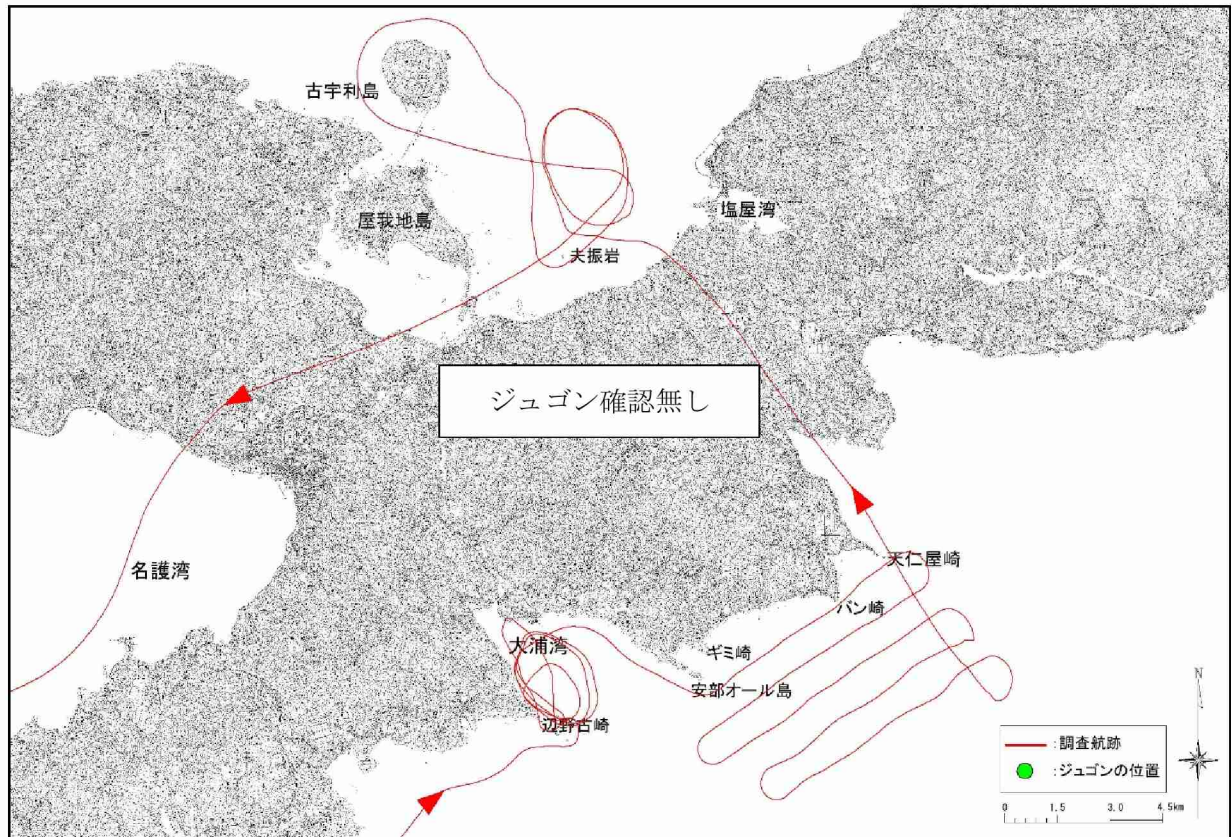 古宇利島
屋我地島
塩屋湾
夫振岩
ジュゴン確認無し
名護湾
天仁屋崎
バン崎
大浦湾
ギミ崎
安部オール島
辺野古崎
N
:調査航跡
:ジュゴンの位置
0 1.5 3.0 4.5km